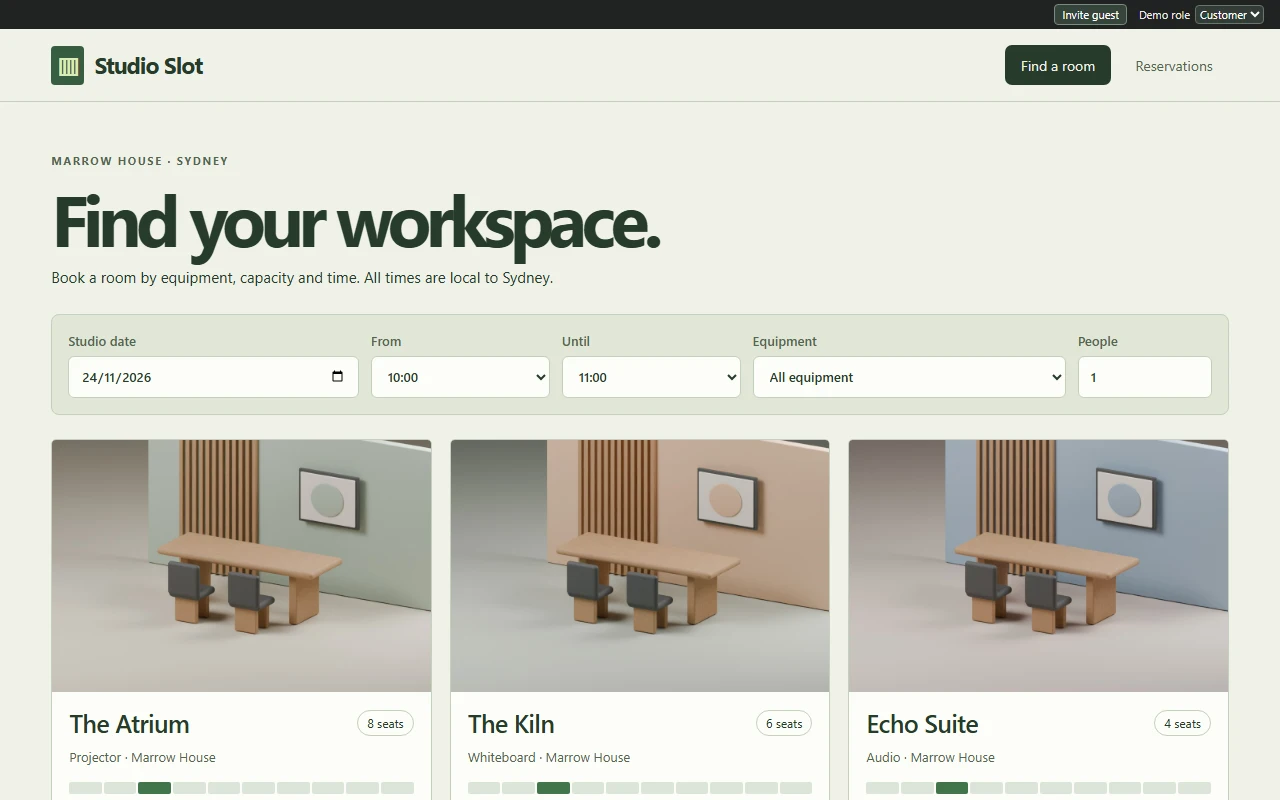 Invite guest Demo role Customer
Studio Slot Find a room Reservations
MARROW HOUSE · SYDNEY
Find your workspace.
Book a room by equipment, capacity and time. All times are local to Sydney.
Studio date From Until Equipment People
24/11/2026 10:00 11:00 All equipment 1
The Atrium 8 seats The Kiln 6 seats Echo Suite 4 seats
Projector · Marrow House Whiteboard · Marrow House Audio · Marrow House